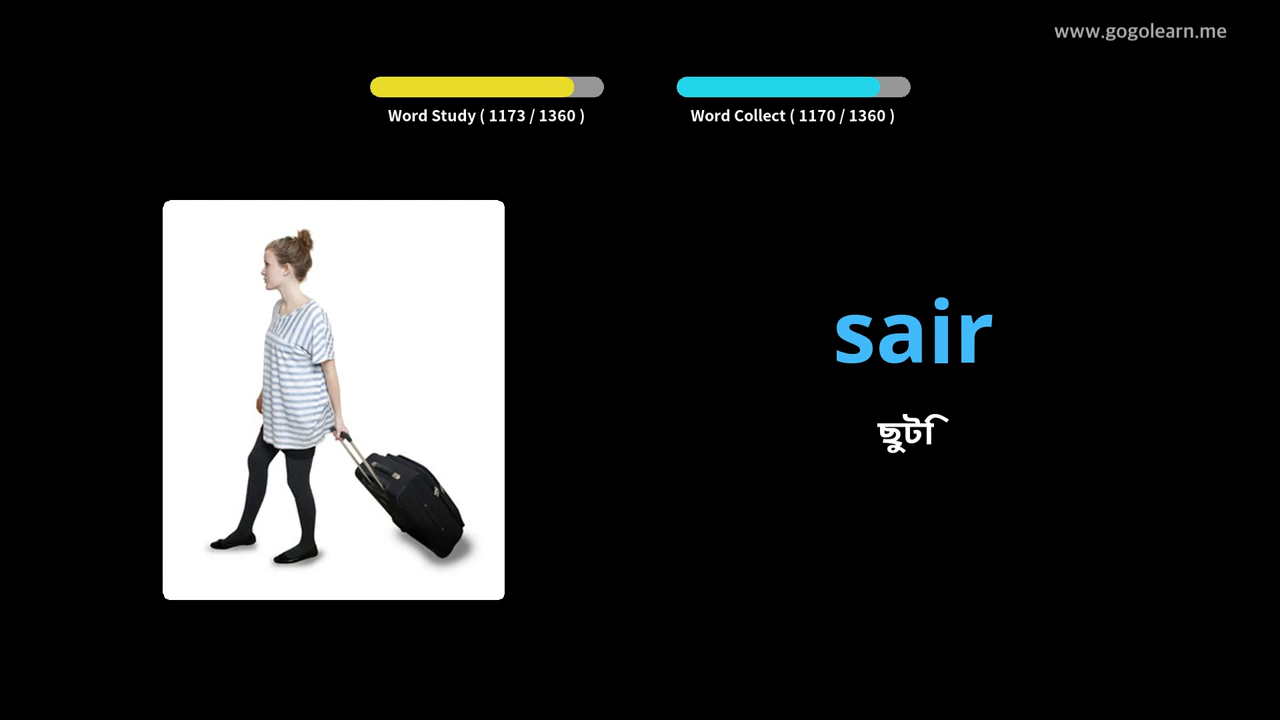 www.gogolearn.me
Word Study ( 1173 / 1360 )
Word Collect ( 1170 / 1360 )
sair
ছুটি